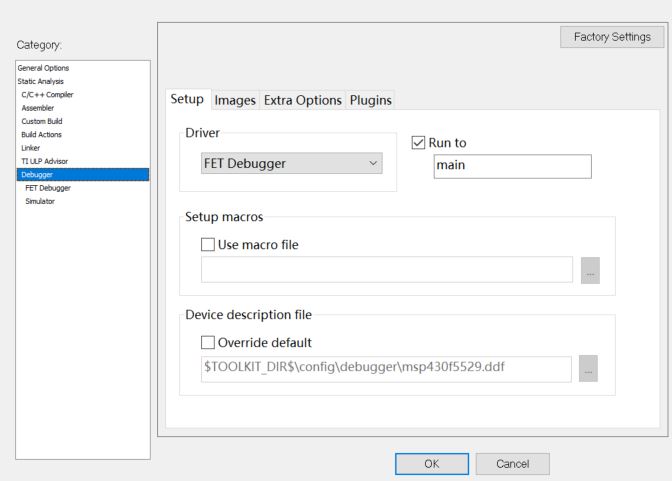 Factory Settings
Category:
General Options
Static Analysis
C/C++ Compiler
Assembler
Custom Build
Build Actions
Linker
TI ULP Advisor
Debugger
FET Debugger
Simulator
Setup Images Extra Options Plugins
Driver
FET Debugger
Run to
main
Setup macros
Use macro file
...
Device description file
Override default
$TOOLKIT_DIR$\config\debugger\msp430f5529.ddf
...
OK Cancel